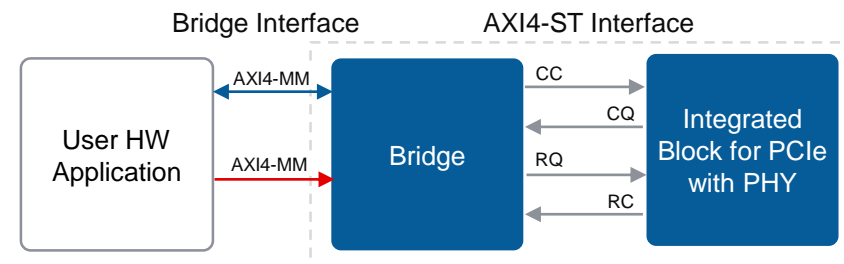 Bridge Interface
AXI4-ST Interface
User HW
Application
AXI4-MM
AXI4-MM
Bridge
CC
CQ
RQ
RC
Integrated
Block for PCIe
with PHY